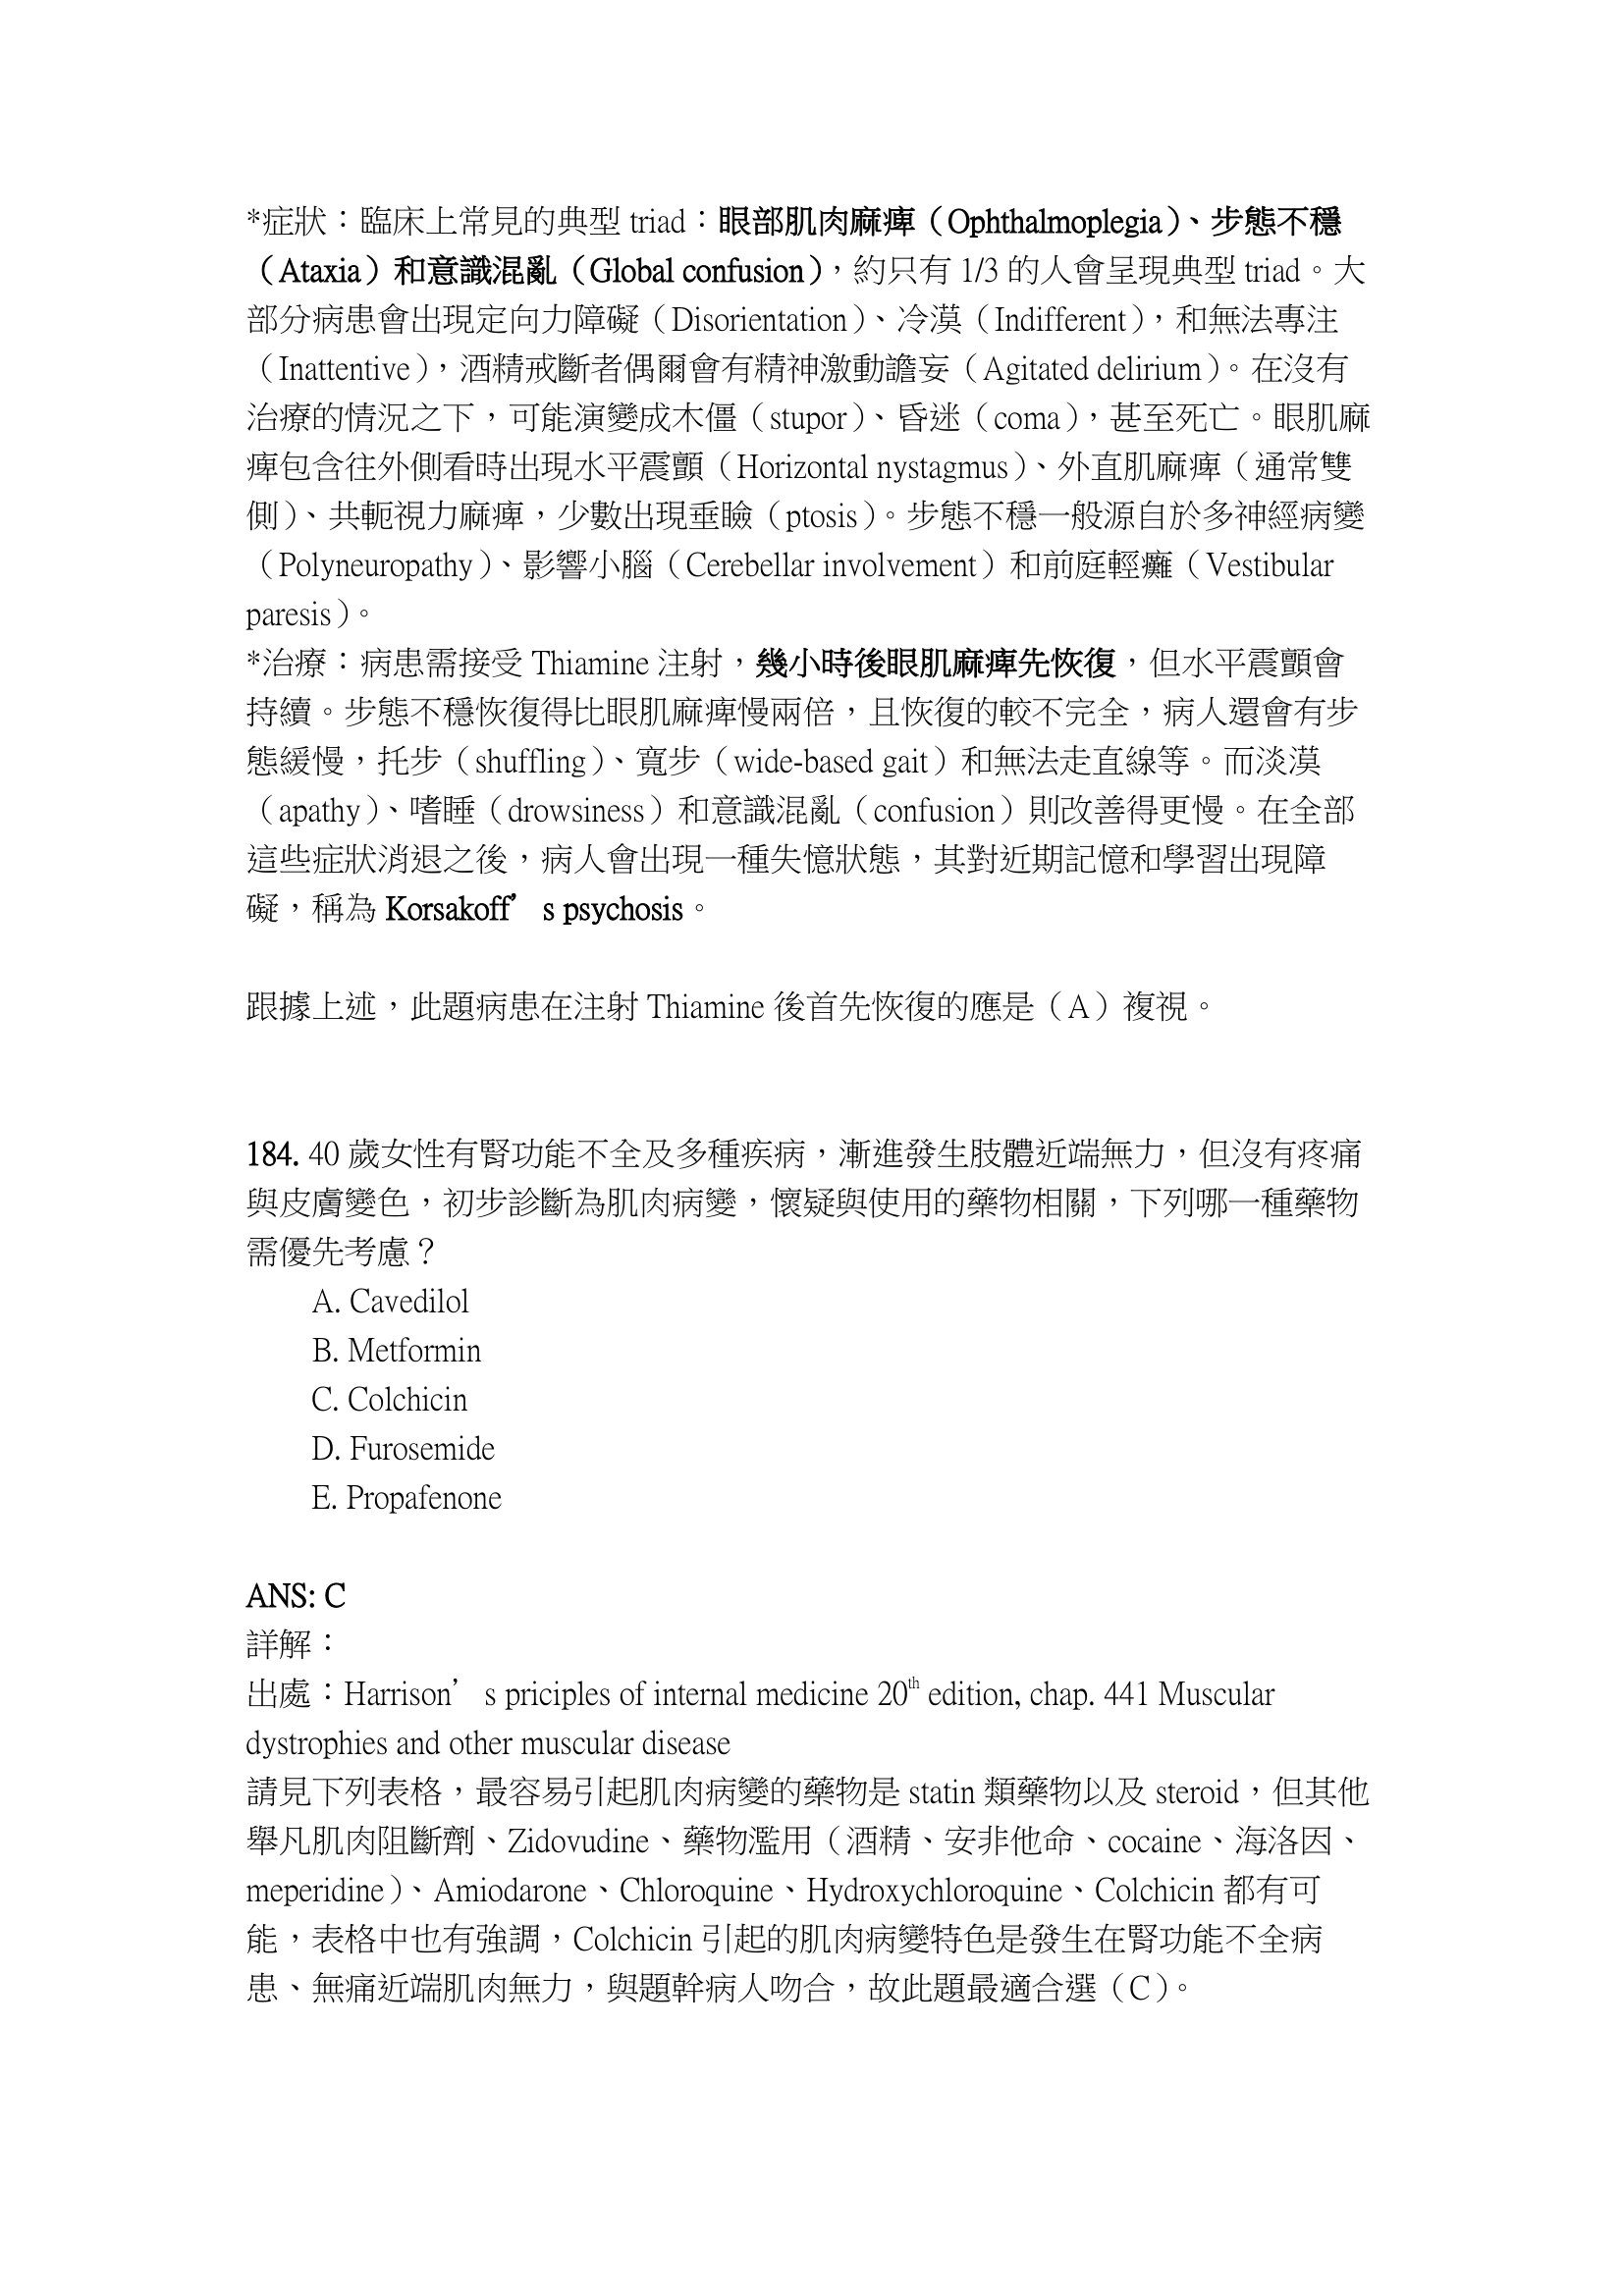 *症狀：臨床上常見的典型 triad：眼部肌肉麻痺（Ophthalmoplegia）、步態不穩
（Ataxia）和意識混亂（Global confusion），約只有 1/3 的人會呈現典型 triad。大
部分病患會出現定向力障礙（Disorientation）、冷漠（Indifferent），和無法專注
（Inattentive），酒精戒斷者偶爾會有精神激動譫妄（Agitated delirium）。在沒有
治療的情況之下，可能演變成木僵（stupor）、昏迷（coma），甚至死亡。眼肌麻
痺包含往外側看時出現水平震顫（Horizontal nystagmus）、外直肌麻痺（通常雙
側）、共軛視力麻痺，少數出現垂瞼（ptosis）。步態不穩一般源自於多神經病變
（Polyneuropathy）、影響小腦（Cerebellar involvement）和前庭輕癱（Vestibular
paresis）。
*治療：病患需接受 Thiamine 注射，幾小時後眼肌麻痺先恢復，但水平震顫會
持續。步態不穩恢復得比眼肌麻痺慢兩倍，且恢復的較不完全，病人還會有步
態緩慢，托步（shuffling）、寬步（wide-based gait）和無法走直線等。而淡漠
（apathy）、嗜睡（drowsiness）和意識混亂（confusion）則改善得更慢。在全部
這些症狀消退之後，病人會出現一種失憶狀態，其對近期記憶和學習出現障
礙，稱為 Korsakoff’s psychosis。
跟據上述，此題病患在注射 Thiamine 後首先恢復的應是（A）複視。
184. 40 歲女性有腎功能不全及多種疾病，漸進發生肢體近端無力，但沒有疼痛
與皮膚變色，初步診斷為肌肉病變，懷疑與使用的藥物相關，下列哪一種藥物
需優先考慮？
A. Cavedilol
B. Metformin
C. Colchicin
D. Furosemide
E. Propafenone
ANS: C
詳解：
出處：Harrison’s priciples of internal medicine 20th edition, chap. 441 Muscular
dystrophies and other muscular disease
請見下列表格，最容易引起肌肉病變的藥物是 statin 類藥物以及 steroid，但其他
舉凡肌肉阻斷劑、Zidovudine、藥物濫用（酒精、安非他命、cocaine、海洛因、
meperidine）、Amiodarone、Chloroquine、Hydroxychloroquine、Colchicin 都有可
能，表格中也有強調，Colchicin 引起的肌肉病變特色是發生在腎功能不全病
患、無痛近端肌肉無力，與題幹病人吻合，故此題最適合選（C）。